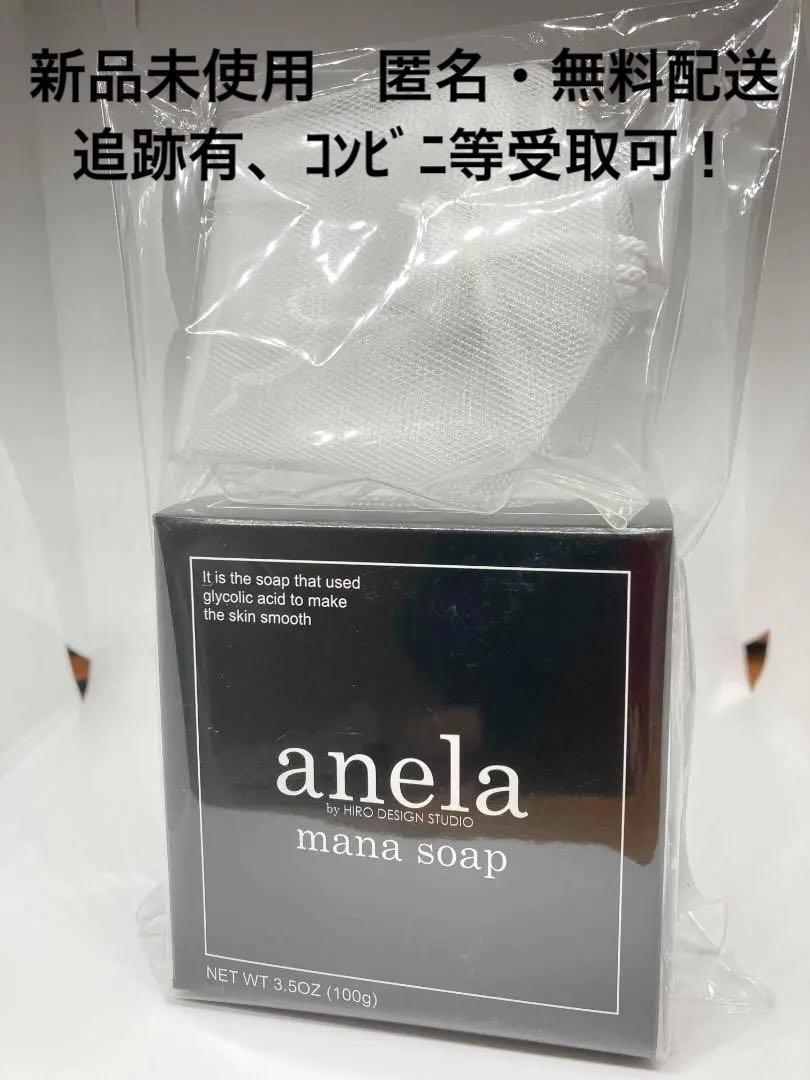 新品未使用　匿名・無料配送
追跡有、ｺﾝﾋﾞﾆ等受取可！
It is the soap that used
glycolic acid to make
the skin smooth
anela
by HIRO DESIGN STUDIO
mana soap
NET WT 3.5OZ (100g)